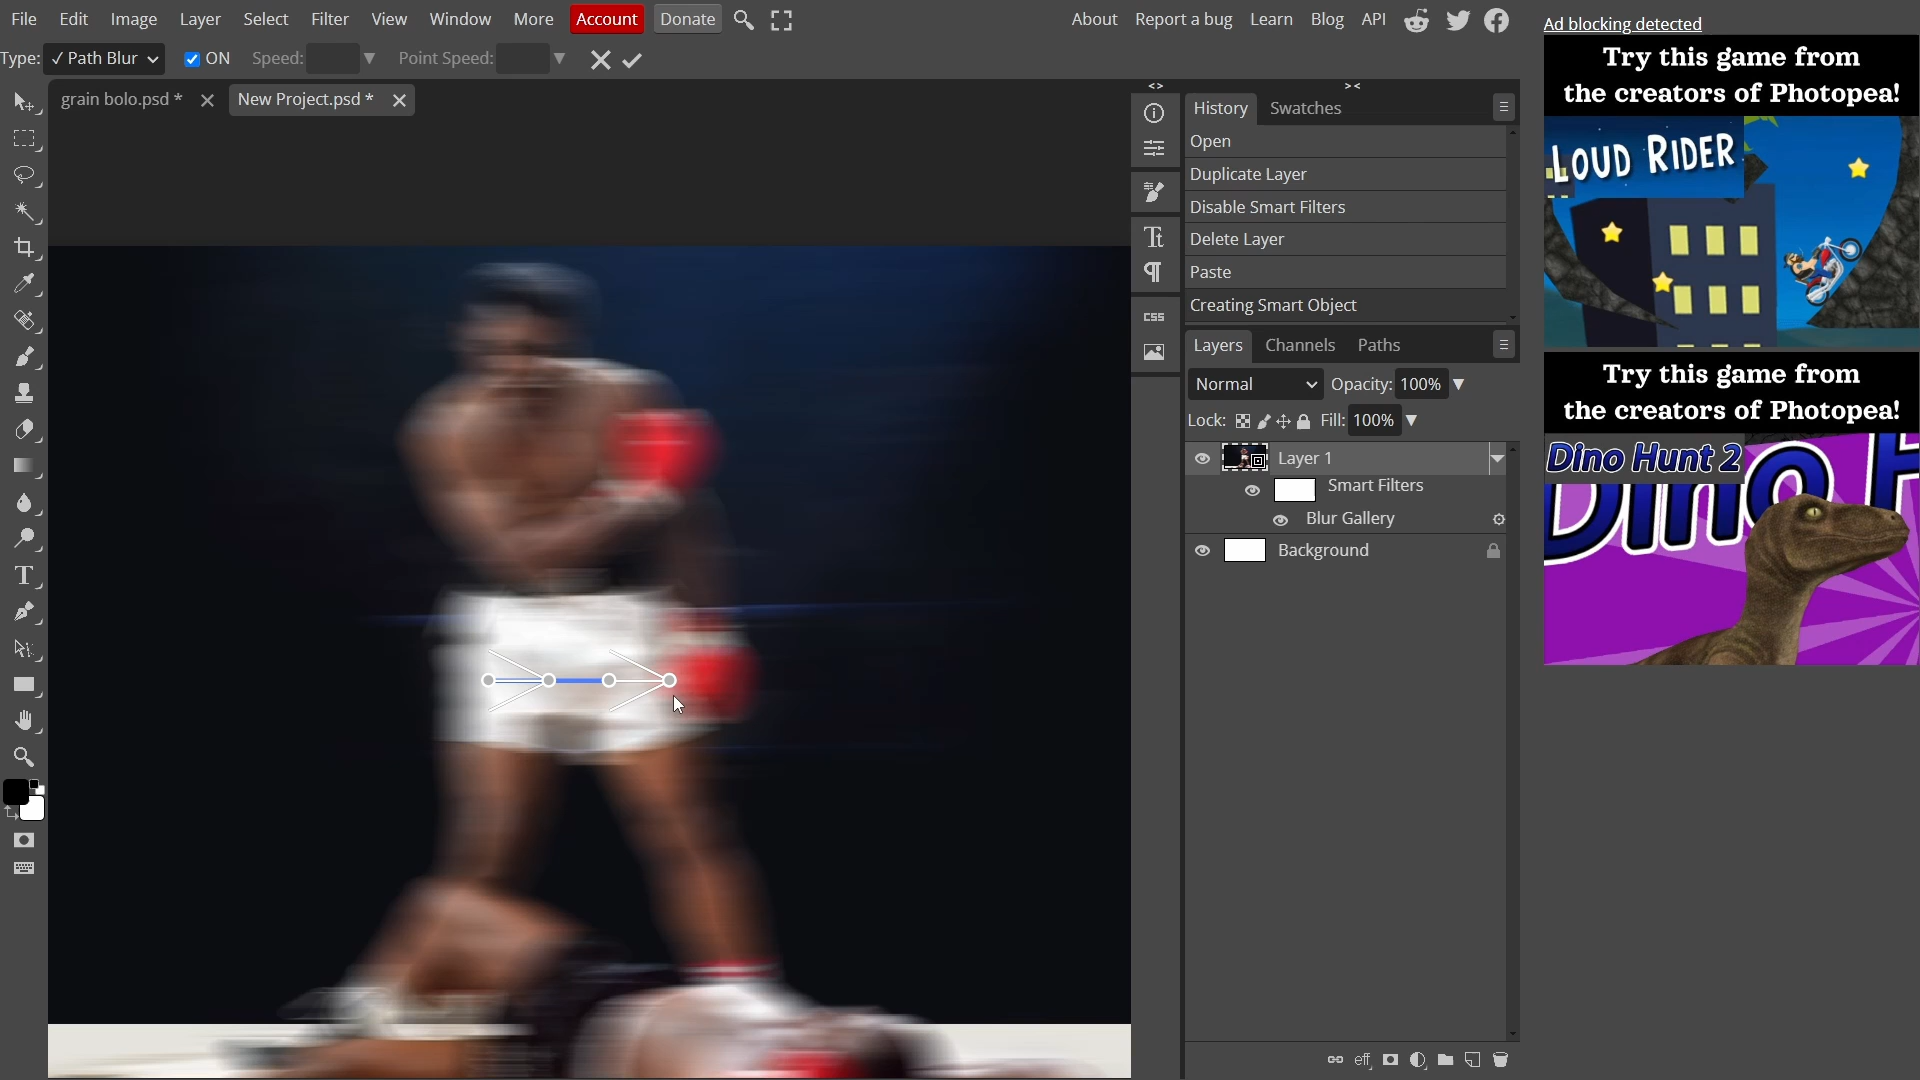 File Edit Image Layer Select Filter View Window More Account Donate About Report a bug Learn Blog API
Type: ✓ Path Blur ON Speed: Point Speed:
grain bolo.psd * New Project.psd *
Ad blocking detected
Try this game from
the creators of Photopea!
LOUD RIDER
Try this game from
the creators of Photopea!
Dino Hunt 2
Dino H
<> ><
History Swatches
Open
Duplicate Layer
Disable Smart Filters
Delete Layer
Paste
Creating Smart Object
CSS
Layers Channels Paths
Normal Opacity: 100%
Lock: Fill: 100%
Layer 1
Smart Filters
Blur Gallery
Background
eff